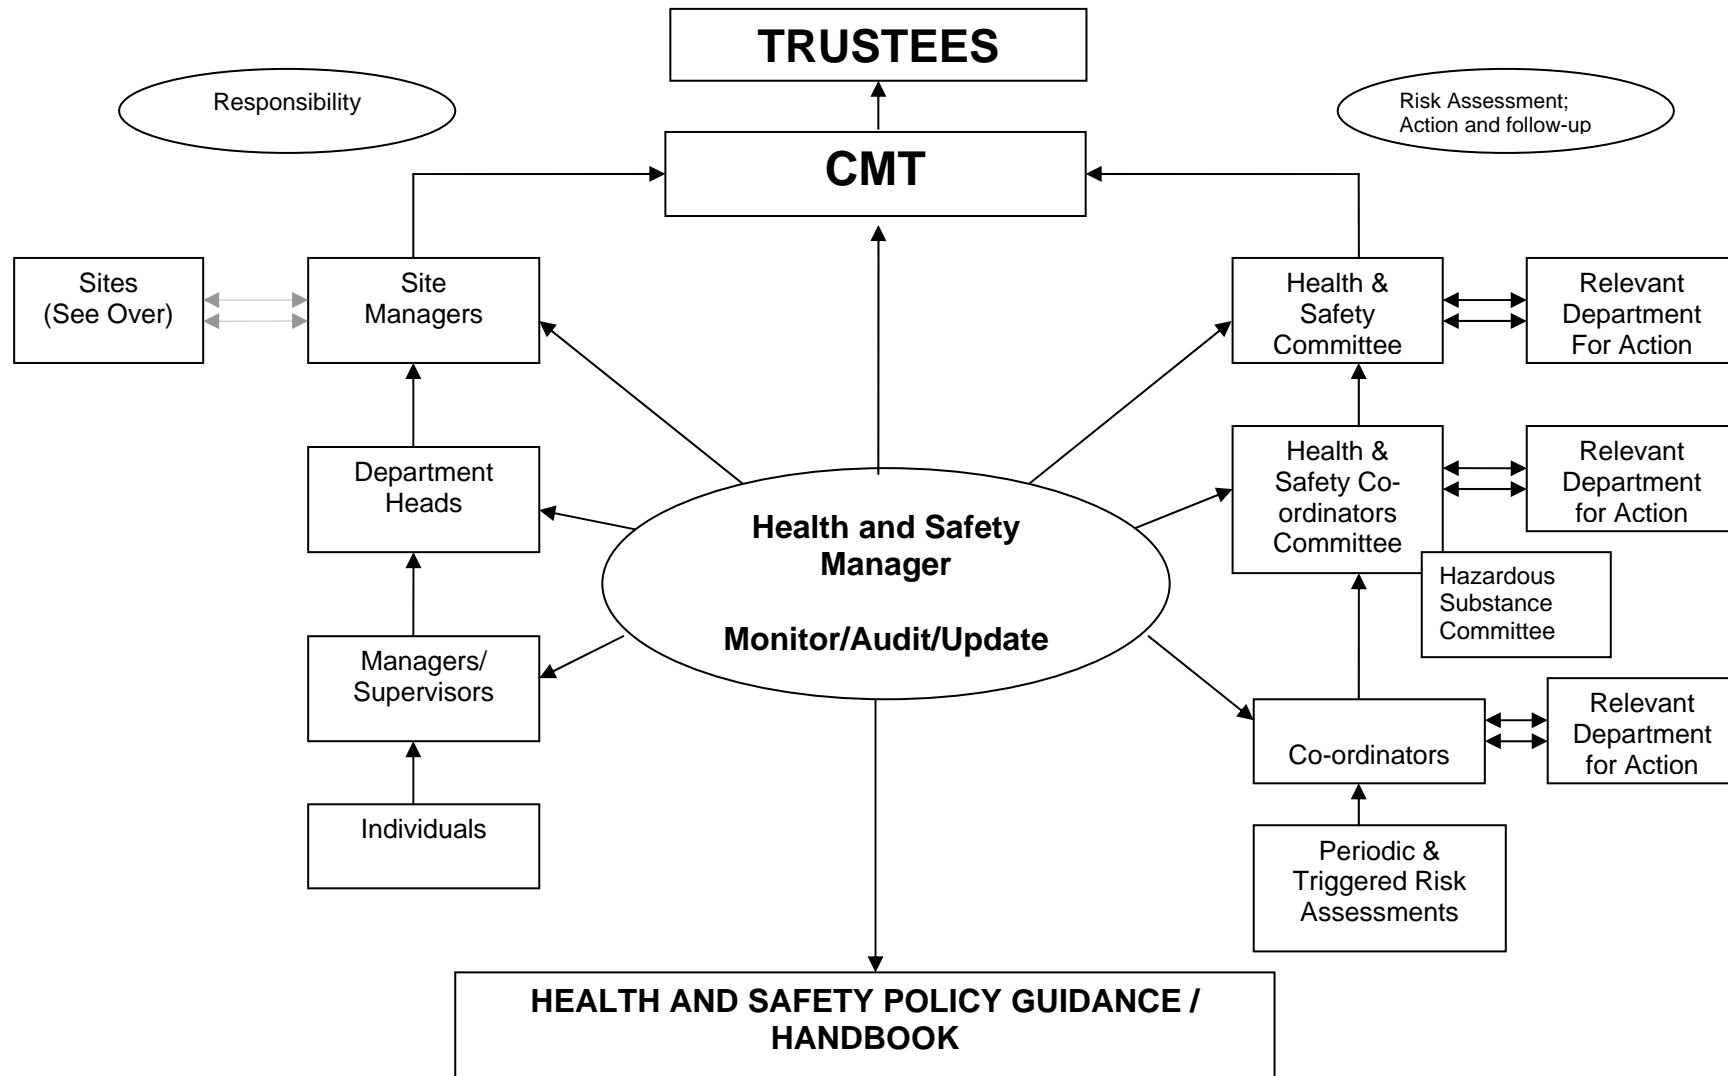 TRUSTEES
Responsibility
Risk Assessment;
Action and follow-up
CMT
Sites
(See Over)
Site
Managers
Health &
Safety
Committee
Relevant
Department
For Action
Department
Heads
Health &
Safety Co-
ordinators
Committee
Relevant
Department
for Action
Health and Safety
Manager
Monitor/Audit/Update
Hazardous
Substance
Committee
Managers/
Supervisors
Co-ordinators
Relevant
Department
for Action
Individuals
Periodic &
Triggered Risk
Assessments
HEALTH AND SAFETY POLICY GUIDANCE /
HANDBOOK